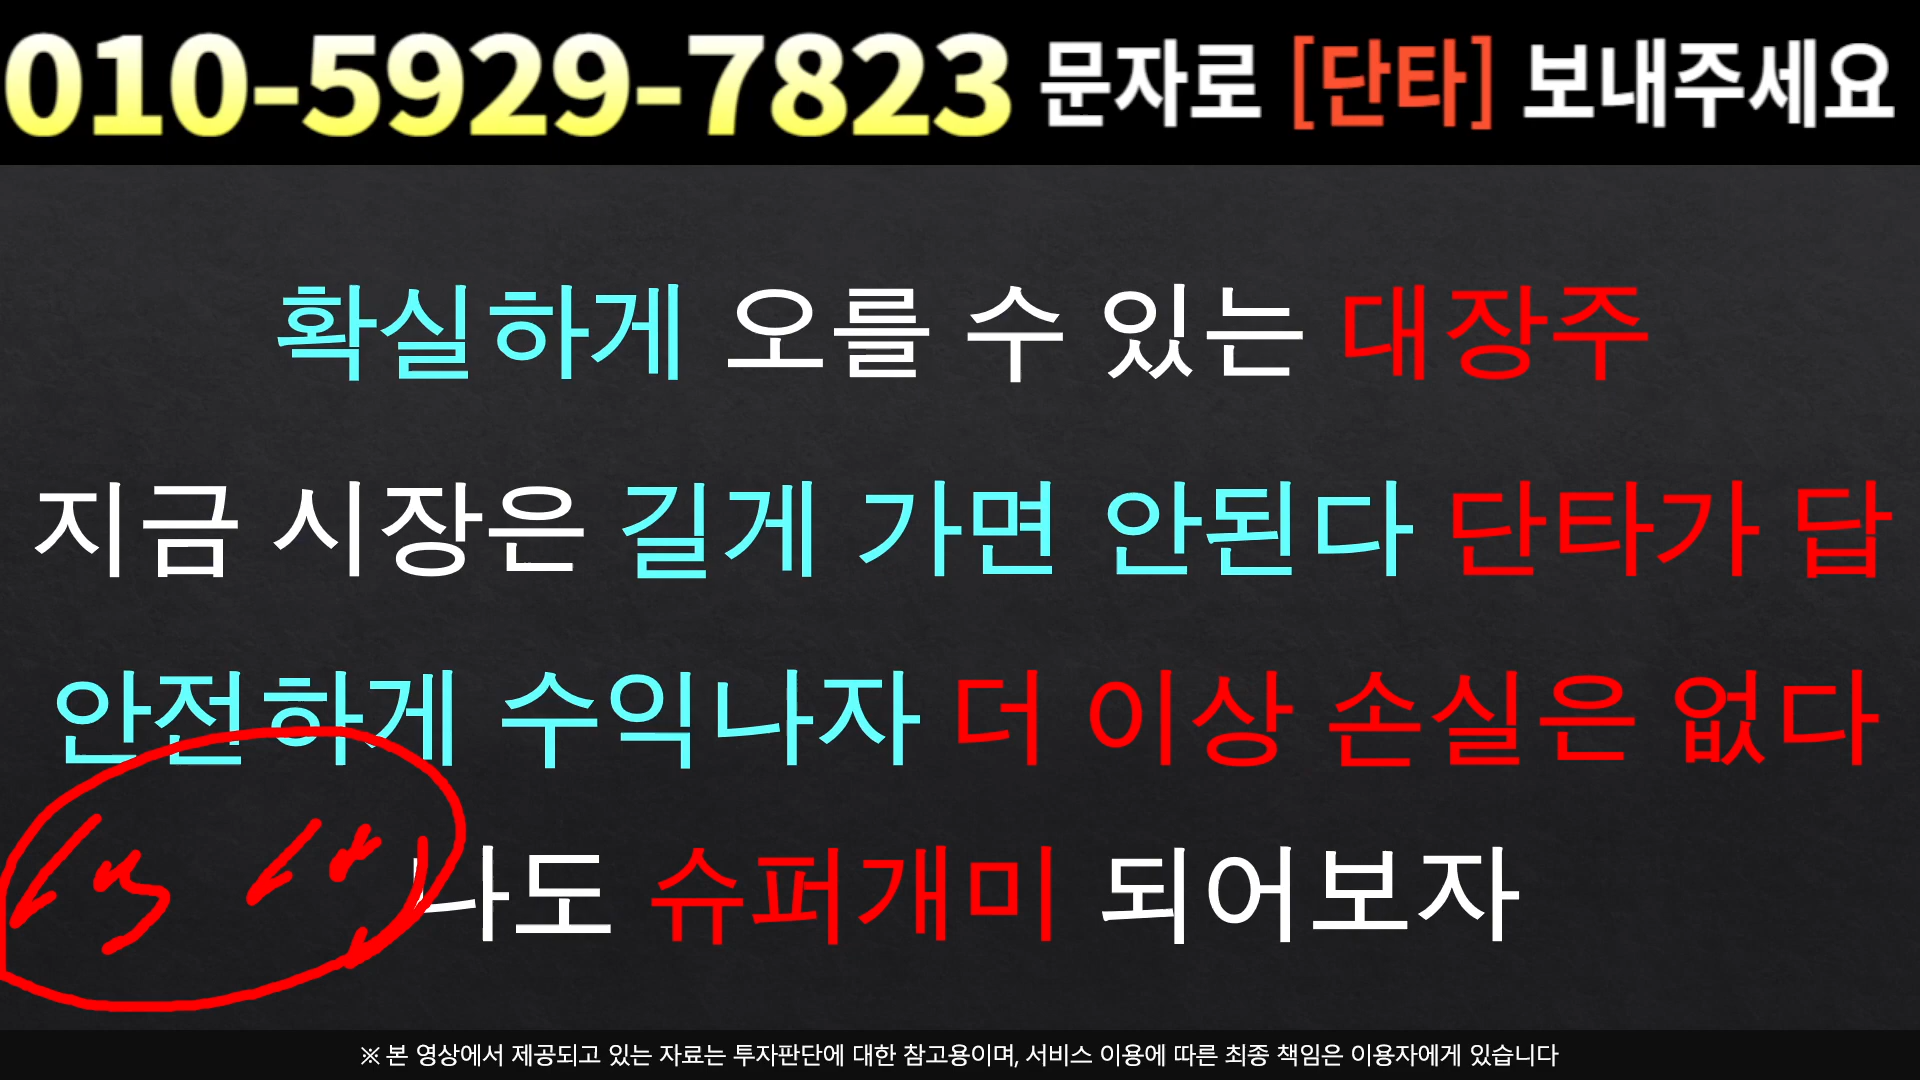 010-5929-7823 문자로 [단타] 보내주세요
확실하게 오를 수 있는 대장주
지금 시장은 길게 가면 안된다 단타가 답
안전하게 수익나자 더 이상 손실은 없다
나도 슈퍼개미 되어보자
※ 본 영상에서 제공되고 있는 자료는 투자판단에 대한 참고용이며, 서비스 이용에 따른 최종 책임은 이용자에게 있습니다